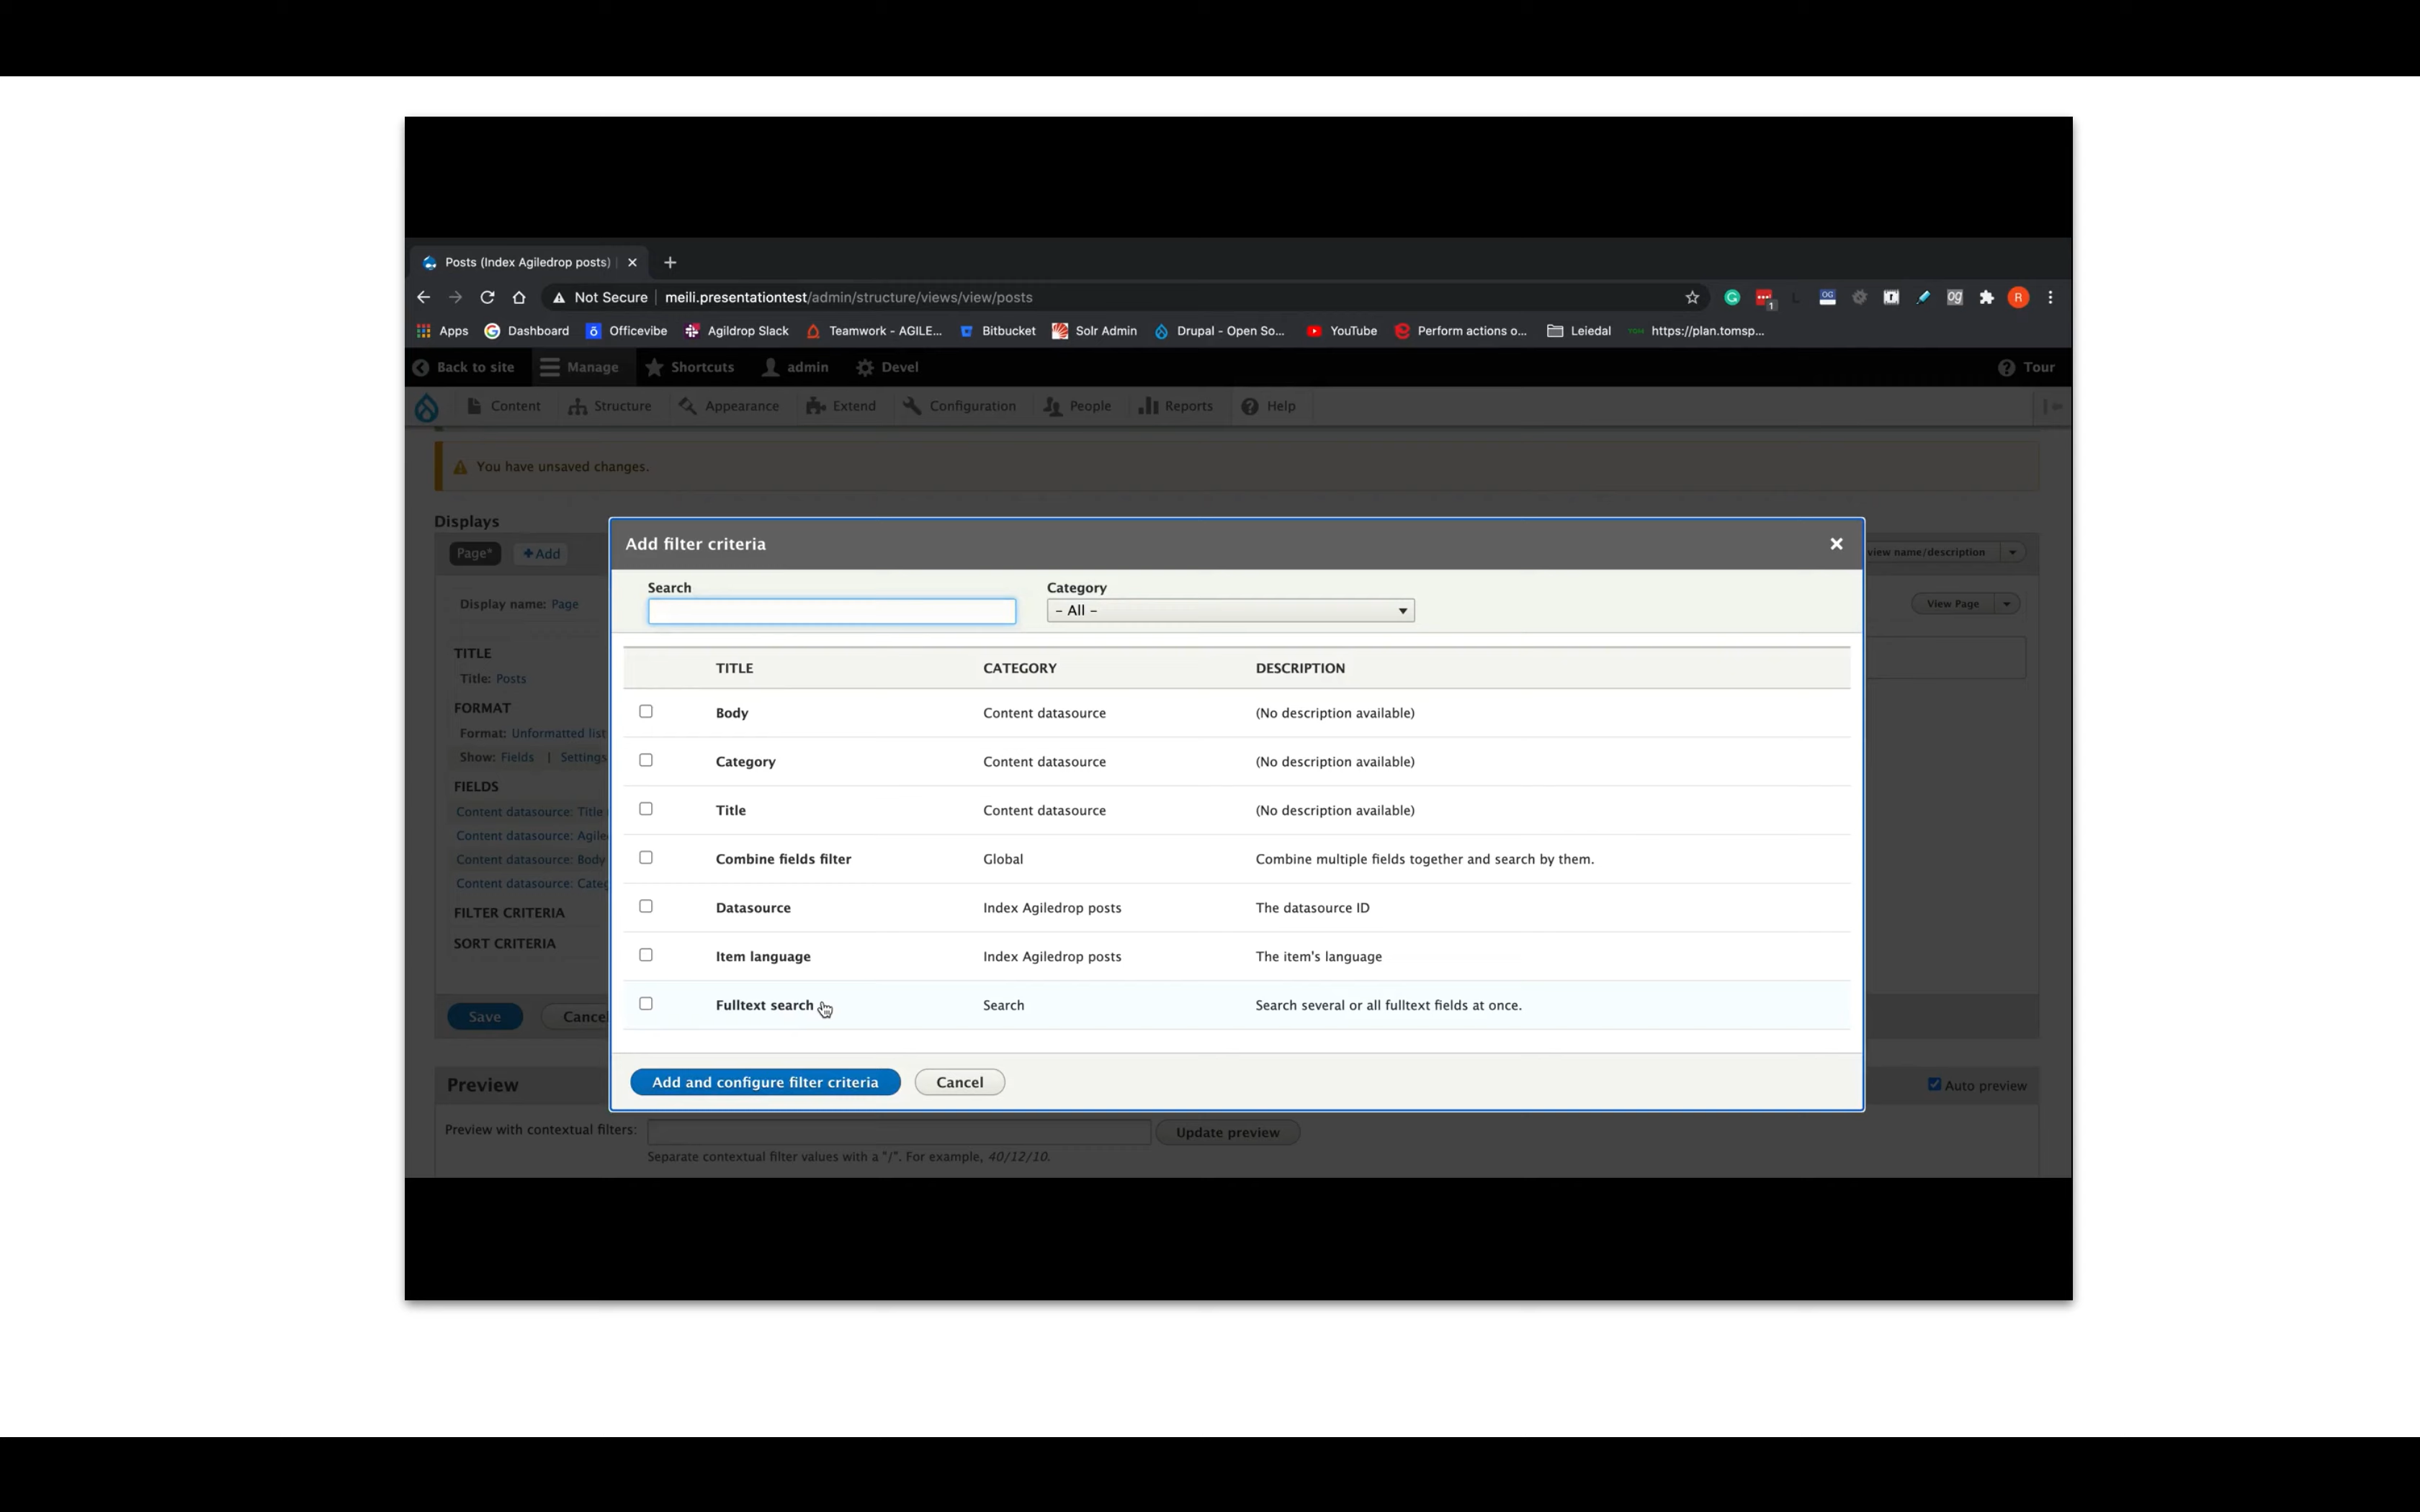 Posts (Index Agiledrop posts)
Not Secure | meili.presentationtest/admin/structure/views/view/posts
Apps Dashboard Officevibe Agildrop Slack Teamwork - AGILE... Bitbucket Solr Admin Drupal - Open So... YouTube Perform actions o... Leiedal https://plan.tomsp...
Back to site Manage Shortcuts admin Devel Tour
Content Structure Appearance Extend Configuration People Reports Help
You have unsaved changes.
Displays
Page* +Add view name/description
Display name: Page View Page
TITLE
Title: Posts
FORMAT
Format: Unformatted list
Show: Fields | Settings
FIELDS
Content datasource: Title
Content datasource: Agile
Content datasource: Body
Content datasource: Categ
FILTER CRITERIA
SORT CRITERIA
Save Cancel
Add filter criteria
Search Category
- All -
TITLE CATEGORY DESCRIPTION
Body Content datasource (No description available)
Category Content datasource (No description available)
Title Content datasource (No description available)
Combine fields filter Global Combine multiple fields together and search by them.
Datasource Index Agiledrop posts The datasource ID
Item language Index Agiledrop posts The item's language
Fulltext search Search Search several or all fulltext fields at once.
Add and configure filter criteria Cancel
Preview Auto preview
Preview with contextual filters: Update preview
Separate contextual filter values with a "/". For example, 40/12/10.